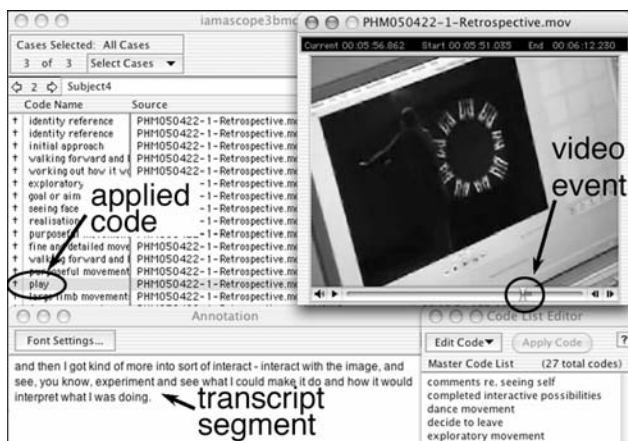 iamascope3bmc
Cases Selected: All Cases
3 of 3 Select Cases
2 Subject4
Code Name Source
identity reference PHM050422-1-Retrospective.mo
identity reference PHM050422-1-Retrospective.mo
initial approach PHM050422-1-Retrospective.mo
walking forward and PHM050422-1-Retrospective.mo
working out how it wo PHM050422-1-Retrospective.mo
exploratory -1-Retrospective.mo
goal or aim -1-Retrospective.mo
seeing face -1-Retrospective.mo
realisation -1-Retrospective.mo
purposeful movement -1-Retrospective.mo
fine and detailed move PHM050422-1-Retrospective.mo
walking forward and PHM050422-1-Retrospective.mo
purposeful movement PHM050422-1-Retrospective.mo
play PHM050422-1-Retrospective.mo
large limb movements PHM050422-1-Retrospective.mo
applied
code
PHM050422-1-Retrospective.mov
Current 00:05:56.862 Start 00:05:51.035 End 00:06:12.230
video
event
Annotation
Font Settings...
and then I got kind of more into sort of interact - interact with the image, and
see, you know, experiment and see what I could make it do and how it would
interpret what I was doing.
transcript
segment
Code List Editor
Edit Code Apply Code ?
Master Code List (27 total codes)
comments re. seeing self
completed interactive possibilities
dance movement
decide to leave
exploratory movement